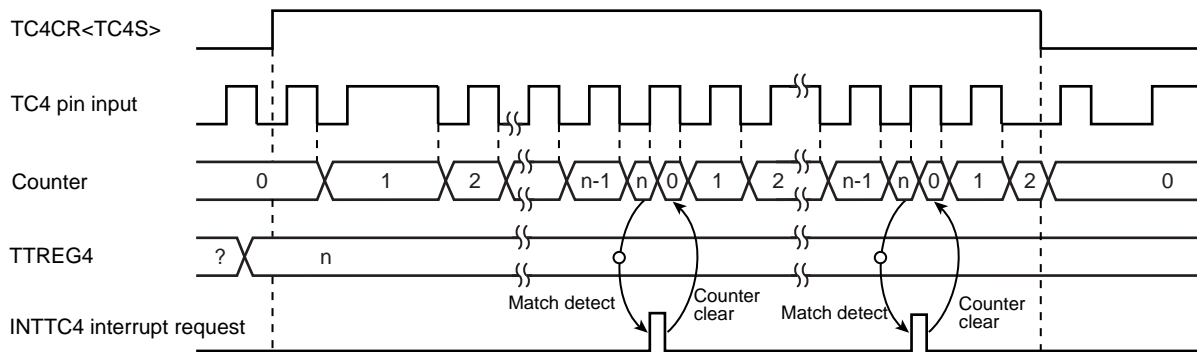 TC4CR<TC4S>
TC4 pin input
Counter
0 1 2 n-1 n 0 1 2 n-1 n 0 1 2 0
TTREG4
? n
Match detect
Counter
clear
Match detect
Counter
clear
INTTC4 interrupt request